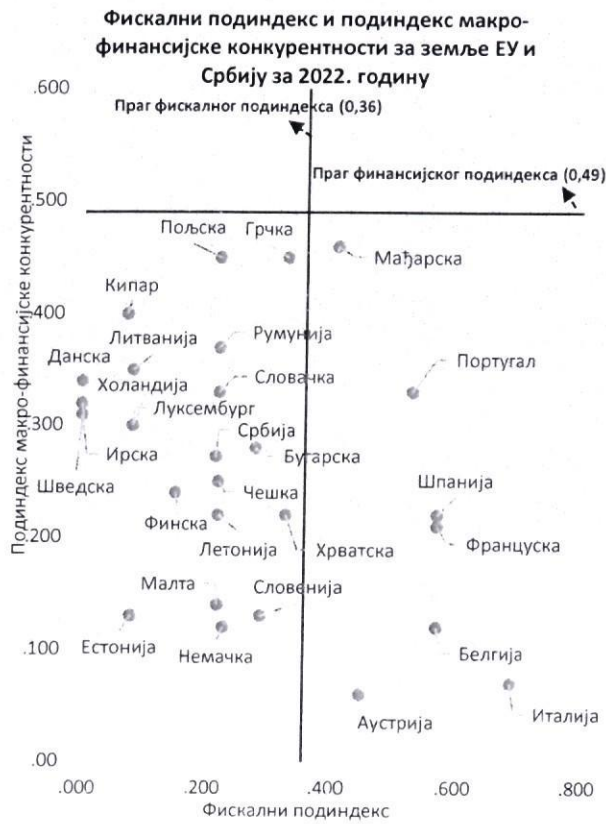 Фискални подиндекс и подиндекс макро-
финансијске конкурентности за земље ЕУ и
Србију за 2022. годину
.600
Праг фискалног подиндекса (0,36)
Праг финансијског подиндекса (0,49)
.500
Пољска
Грчка
Мађарска
Кипар
.400
Литванија
Румунија
Данска
Португал
Холандија
Словачка
Луксембург
.300
Србија
Ирска
Бугарска
Шведска
Чешка
Шпанија
Финска
.200
Летонија
Хрватска
Француска
Малта
Словенија
.100
Естонија
Немачка
Белгија
Аустрија
Италија
.00
.000
.200
.400
.600
.800
Фискални подиндекс
Подиндекс макро-финансијске конкурентности